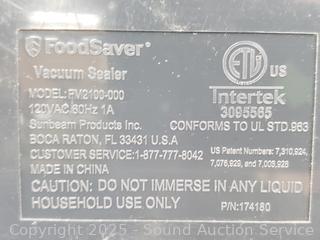 FoodSaver®
Vacuum Sealer
MODEL: FM2100-000
120VAC 60Hz 1A
Sunbeam Products Inc.
BOCA RATON, FL 33431 U.S.A
CUSTOMER SERVICE:1-877-777-8042
MADE IN CHINA
CAUTION: DO NOT IMMERSE IN ANY LIQUID
HOUSEHOLD USE ONLY
ETL
US
Intertek
3095565
CONFORMS TO UL STD.963
US Patent Numbers: 7,310,924,
7,076,929, and 7,003,928
P/N:174180
Copyright 2025 - Sound Auction Service